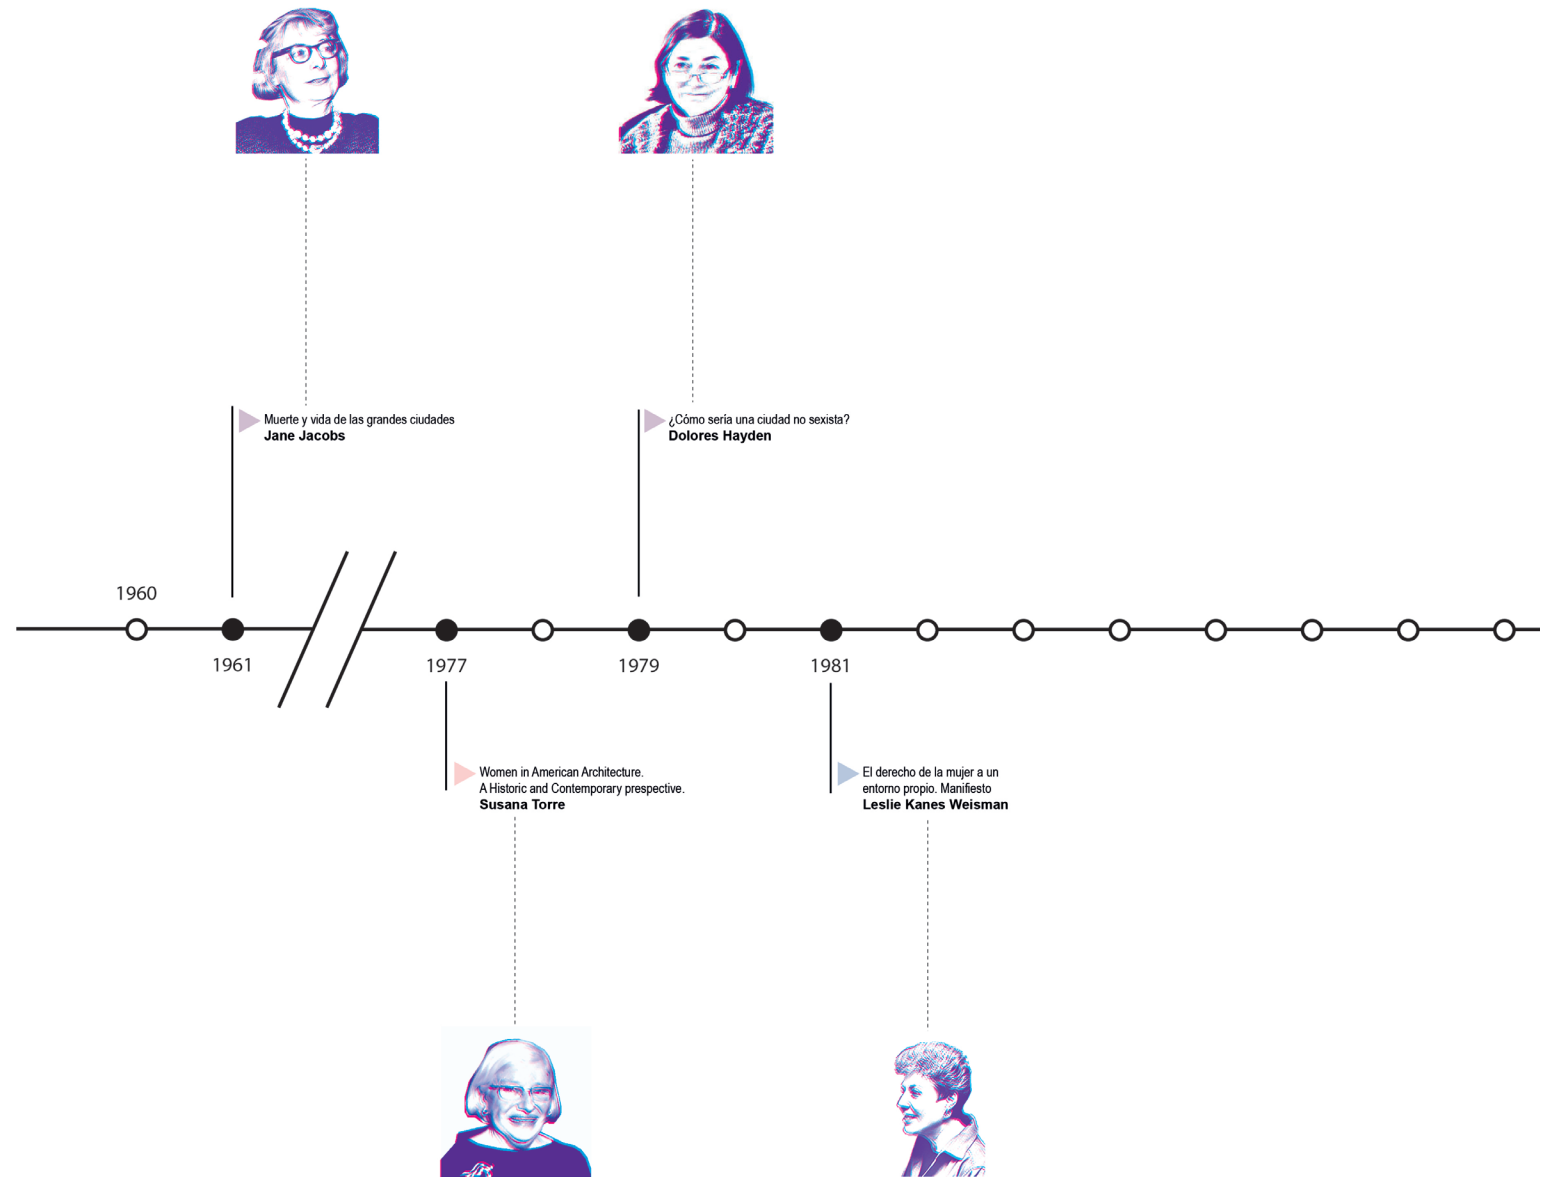 Muerte y vida de las grandes ciudades
Jane Jacobs
¿Cómo sería una ciudad no sexista?
Dolores Hayden
1960
1961
1977
1979
1981
Women in American Architecture.
A Historic and Contemporary prespective.
Susana Torre
El derecho de la mujer a un
entorno propio. Manifiesto
Leslie Kanes Weisman